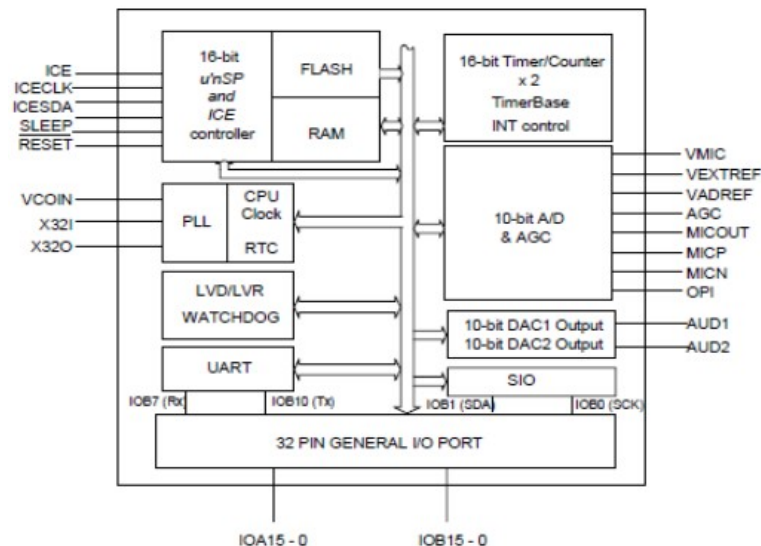 ICE
ICECLK
ICESDA
SLEEP
RESET
16-bit
u'nSP
and
ICE
controller
FLASH
RAM
16-bit Timer/Counter
x 2
TimerBase
INT control
VCOIN
X32I
X32O
PLL
CPU
Clock
RTC
10-bit A/D
& AGC
VMIC
VEXTREF
VADREF
AGC
MICOUT
MICP
MICN
OPI
LVD/LVR
WATCHDOG
10-bit DAC1 Output
10-bit DAC2 Output
AUD1
AUD2
UART
SIO
IOB7 (Rx)
IOB10 (Tx)
IOB1 (SDA)
IOB0 (SCK)
32 PIN GENERAL I/O PORT
IOA15 - 0
IOB15 - 0